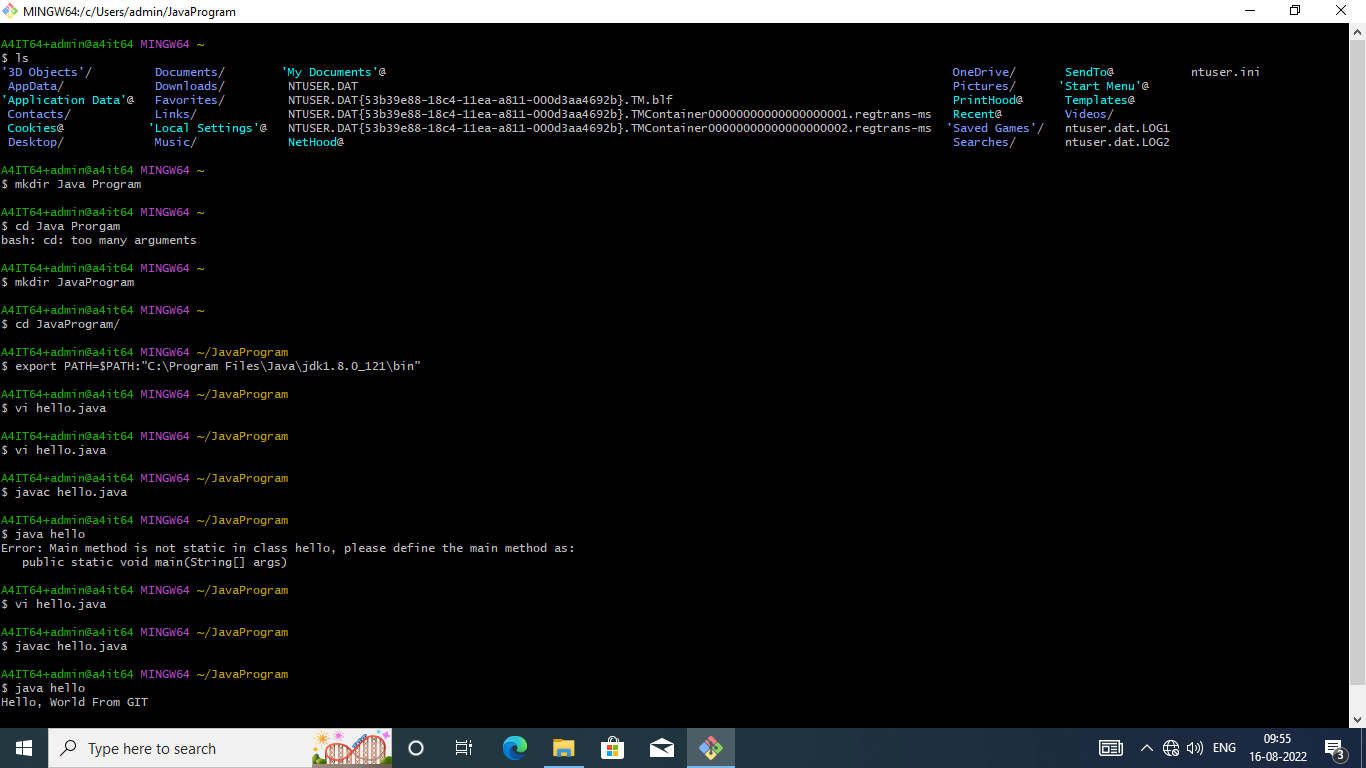 MINGW64:/c/Users/admin/JavaProgram
A4IT64+admin@a4it64 MINGW64 ~
$ ls
'3D Objects'/ Documents/ 'My Documents'@ OneDrive/ SendTo@ ntuser.ini
AppData/ Downloads/ NTUSER.DAT Pictures/ 'Start Menu'@
'Application Data'@ Favorites/ NTUSER.DAT{53b39e88-18c4-11ea-a811-000d3aa4692b}.TM.blf PrintHood@ Templates@
Contacts/ Links/ NTUSER.DAT{53b39e88-18c4-11ea-a811-000d3aa4692b}.TMContainer00000000000000000001.regtrans-ms Recent@ Videos/
Cookies@ 'Local Settings'@ NTUSER.DAT{53b39e88-18c4-11ea-a811-000d3aa4692b}.TMContainer00000000000000000002.regtrans-ms 'Saved Games'/ ntuser.dat.LOG1
Desktop/ Music/ NetHood@ Searches/ ntuser.dat.LOG2
A4IT64+admin@a4it64 MINGW64 ~
$ mkdir Java Program
A4IT64+admin@a4it64 MINGW64 ~
$ cd Java Prorgam
bash: cd: too many arguments
A4IT64+admin@a4it64 MINGW64 ~
$ mkdir JavaProgram
A4IT64+admin@a4it64 MINGW64 ~
$ cd JavaProgram/
A4IT64+admin@a4it64 MINGW64 ~/JavaProgram
$ export PATH=$PATH:"C:\Program Files\Java\jdk1.8.0_121\bin"
A4IT64+admin@a4it64 MINGW64 ~/JavaProgram
$ vi hello.java
A4IT64+admin@a4it64 MINGW64 ~/JavaProgram
$ vi hello.java
A4IT64+admin@a4it64 MINGW64 ~/JavaProgram
$ javac hello.java
A4IT64+admin@a4it64 MINGW64 ~/JavaProgram
$ java hello
Error: Main method is not static in class hello, please define the main method as:
public static void main(String[] args)
A4IT64+admin@a4it64 MINGW64 ~/JavaProgram
$ vi hello.java
A4IT64+admin@a4it64 MINGW64 ~/JavaProgram
$ javac hello.java
A4IT64+admin@a4it64 MINGW64 ~/JavaProgram
$ java hello
Hello, World From GIT
Type here to search
ENG
09:55
16-08-2022
3